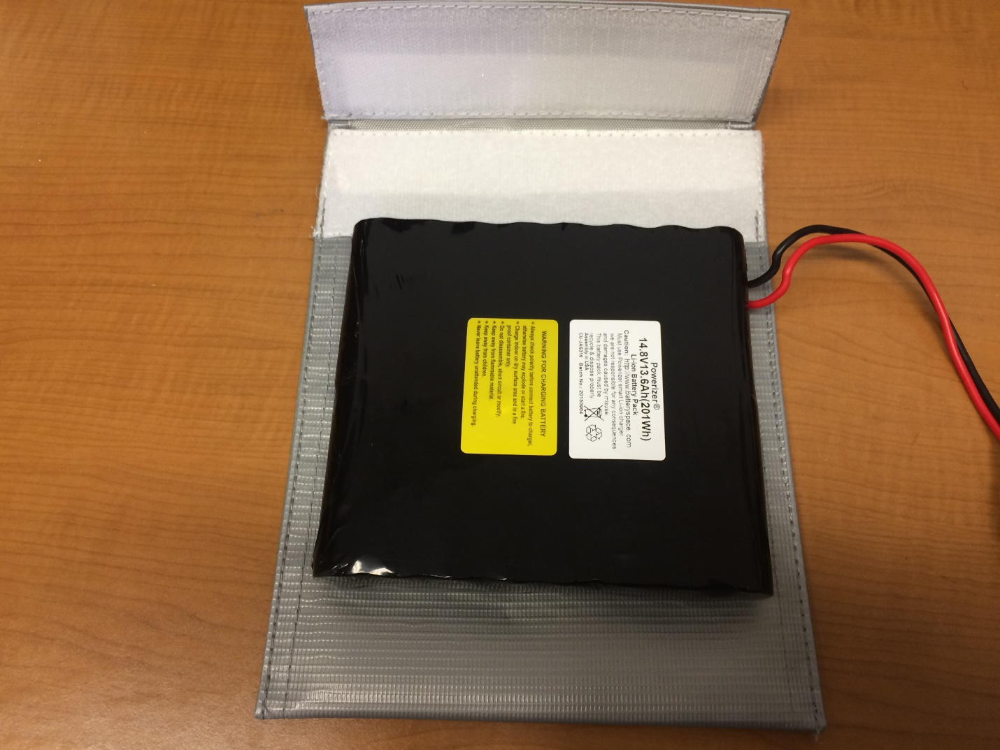 Powerizer®
14.8V13.6Ah(201Wh)
Li-ion Battery Pack
Caution: http://www.batteryspace.com
Must use Powerizer smart Li-ion charger
we are not responsible for any consequences
and damages caused by misuse
This battery pack must be
recycle & dispose properly
Assembly in USA
CU-JAS316 Batch No.: 20150904
WARNING FOR CHARGING BATTERY
* Always check polarity before connect battery to charger,
otherwise battery may explode or start a fire.
* Charge indoor on dry surface area and in a fire
proof container only.
* Do not disassemble, short circuit or modify.
* Keep away from flammable material.
* Keep away from children.
* Never leave battery unattended during charging.